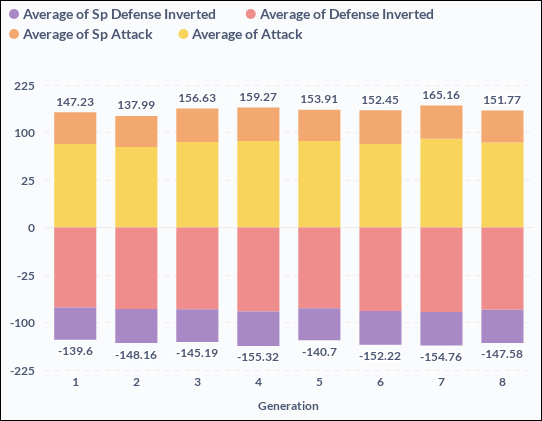 Average of Sp Defense Inverted Average of Defense Inverted
Average of Sp Attack Average of Attack
225
147.23 137.99 156.63 159.27 153.91 152.45 165.16 151.77
100
25
0
-25
-100
-139.6 -148.16 -145.19 -155.32 -140.7 -152.22 -154.76 -147.58
-225
1 2 3 4 5 6 7 8
Generation